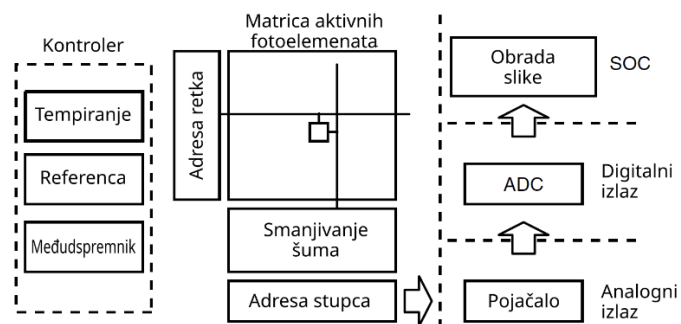 Kontroler
Tempiranje
Referenca
Međuspremnik
Matrica aktivnih
fotoelemenata
Adresa retka
Smanjivanje
šuma
Adresa stupca
Obrada
slike
SOC
ADC
Digitalni
izlaz
Pojačalo
Analogni
izlaz